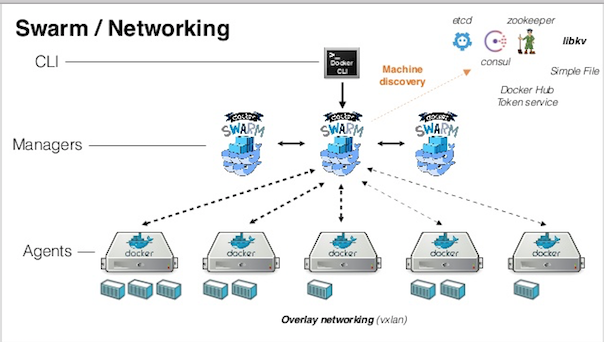 Swarm / Networking
etcd
zookeeper
CLI
>_ Docker
CLI
Machine
discovery
consul
libkv
Simple File
Docker Hub
Token service
Managers
DOCKER
SWARM
DOCKER
SWARM
DOCKER
SWARM
Agents
docker
docker
docker
docker
docker
Overlay networking (vxlan)